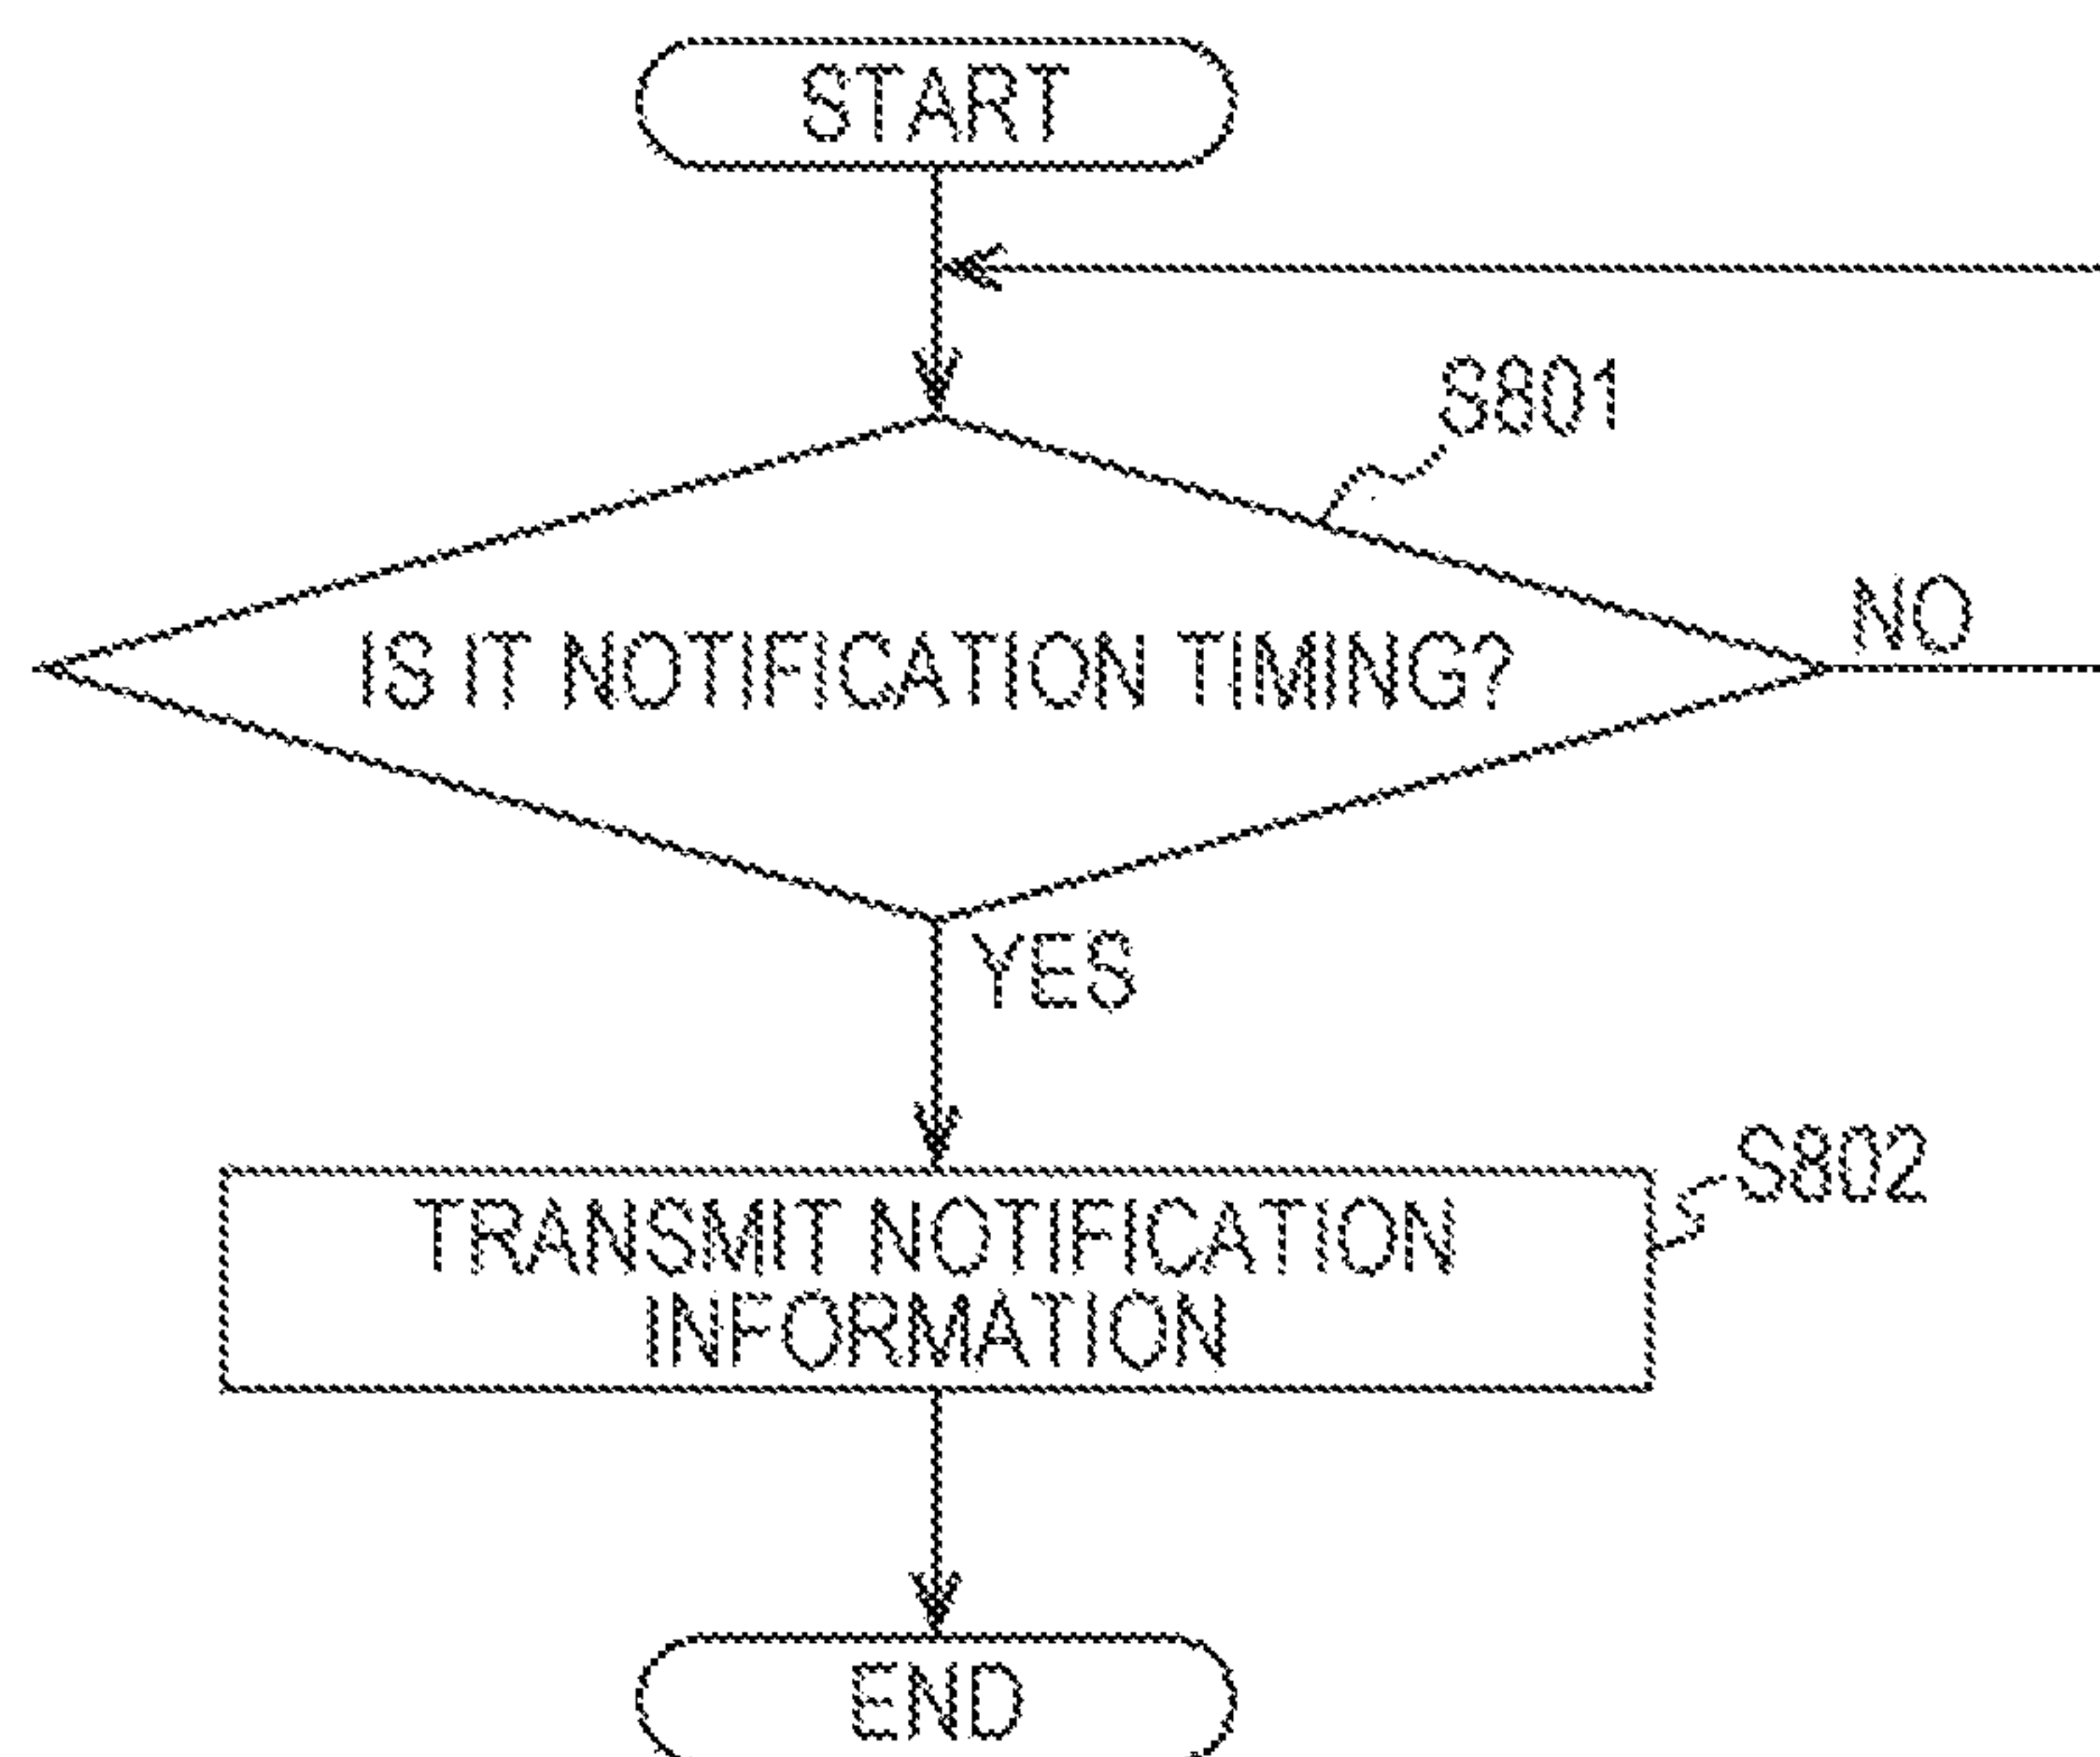 START
S801
IS IT NOTIFICATION TIMING?
NO
YES
S802
TRANSMIT NOTIFICATION
INFORMATION
END